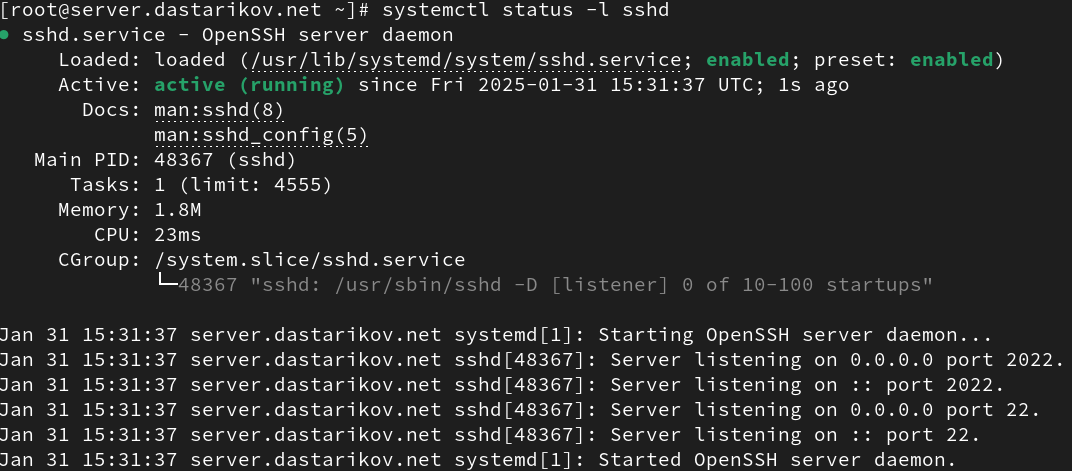 [root@server.dastarikov.net ~]# systemctl status -l sshd
● sshd.service - OpenSSH server daemon
     Loaded: loaded (/usr/lib/systemd/system/sshd.service; enabled; preset: enabled)
     Active: active (running) since Fri 2025-01-31 15:31:37 UTC; 1s ago
       Docs: man:sshd(8)
             man:sshd_config(5)
   Main PID: 48367 (sshd)
      Tasks: 1 (limit: 4555)
     Memory: 1.8M
        CPU: 23ms
     CGroup: /system.slice/sshd.service
             └─48367 "sshd: /usr/sbin/sshd -D [listener] 0 of 10-100 startups"
Jan 31 15:31:37 server.dastarikov.net systemd[1]: Starting OpenSSH server daemon...
Jan 31 15:31:37 server.dastarikov.net sshd[48367]: Server listening on 0.0.0.0 port 2022.
Jan 31 15:31:37 server.dastarikov.net sshd[48367]: Server listening on :: port 2022.
Jan 31 15:31:37 server.dastarikov.net sshd[48367]: Server listening on 0.0.0.0 port 22.
Jan 31 15:31:37 server.dastarikov.net sshd[48367]: Server listening on :: port 22.
Jan 31 15:31:37 server.dastarikov.net systemd[1]: Started OpenSSH server daemon.